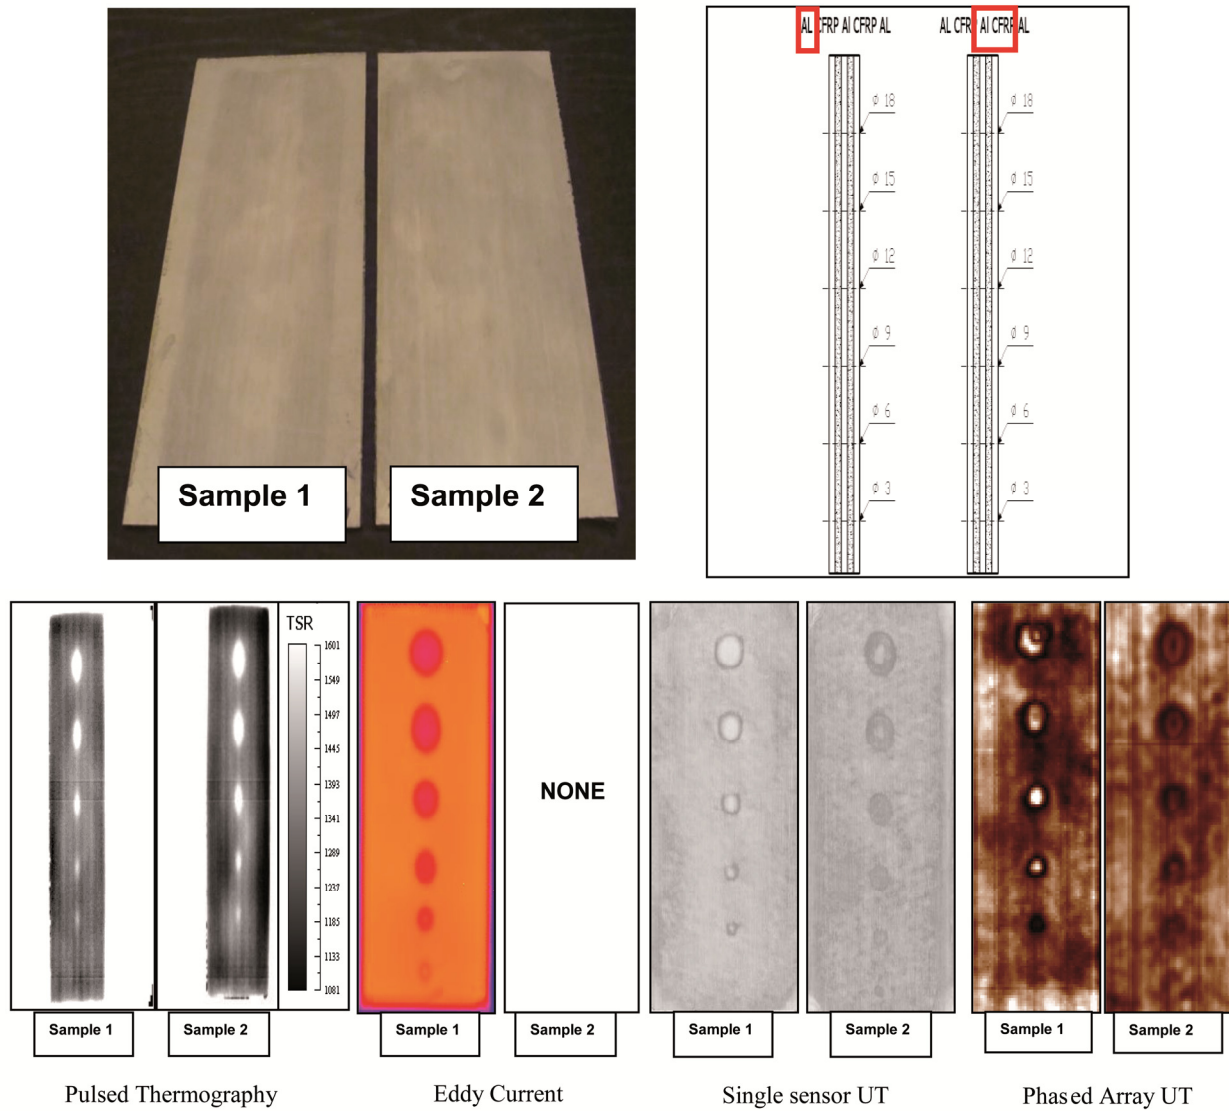 AL CFRP Al CFRP AL
AL CFRP Al CFRP AL
ϕ 18
ϕ 18
ϕ 15
ϕ 15
ϕ 12
ϕ 12
ϕ 9
ϕ 9
ϕ 6
ϕ 6
ϕ 3
ϕ 3
Sample 1
Sample 2
TSR
1601
1549
1497
1445
1393
1341
1289
1237
1185
1133
1081
NONE
Sample 1
Sample 2
Sample 1
Sample 2
Sample 1
Sample 2
Sample 1
Sample 2
Pulsed Thermography
Eddy Current
Single sensor UT
Phased Array UT